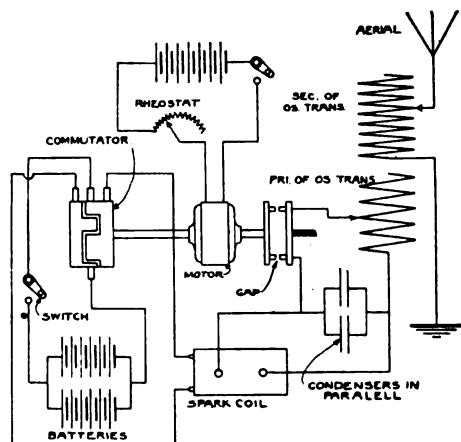 AERIAL
SEC. OF
OS. TRANS.
RHEOSTAT
COMMUTATOR
PRI. OF OS TRANS
MOTOR
GAP
SWITCH
BATTERIES
SPARK COIL
CONDENSERS IN
PARALELL